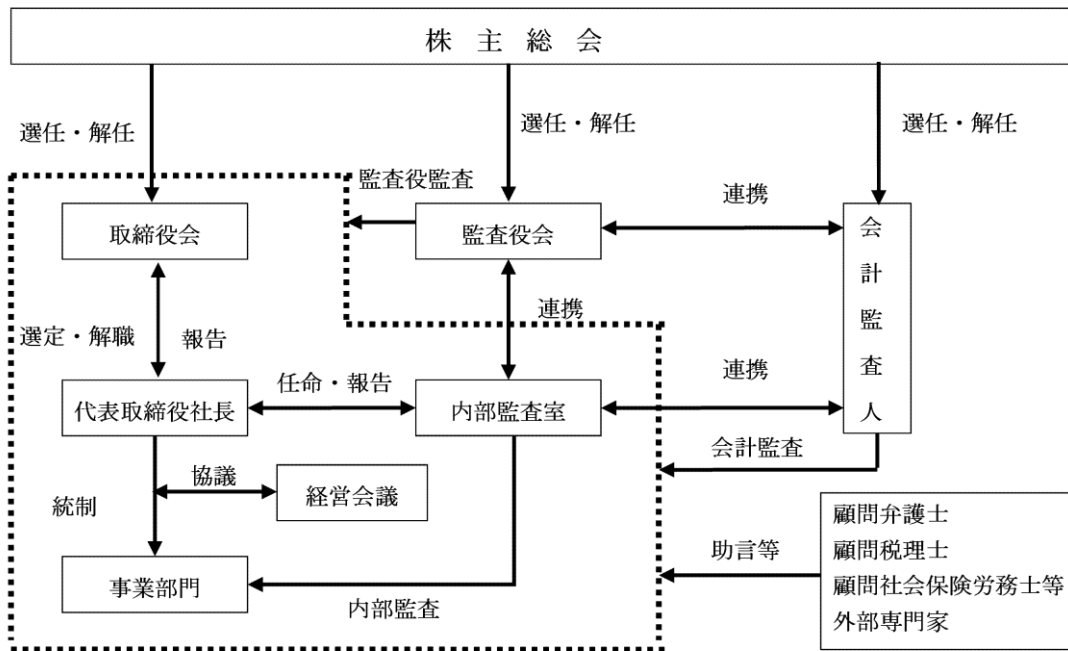 株主総会
選任・解任
選任・解任
選任・解任
監査役監査
連携
取締役会
監査役会
会計監査人
連携
選定・解職
報告
任命・報告
連携
代表取締役社長
内部監査室
会計監査
協議
経営会議
統制
顧問弁護士
顧問税理士
顧問社会保険労務士等
外部専門家
助言等
事業部門
内部監査